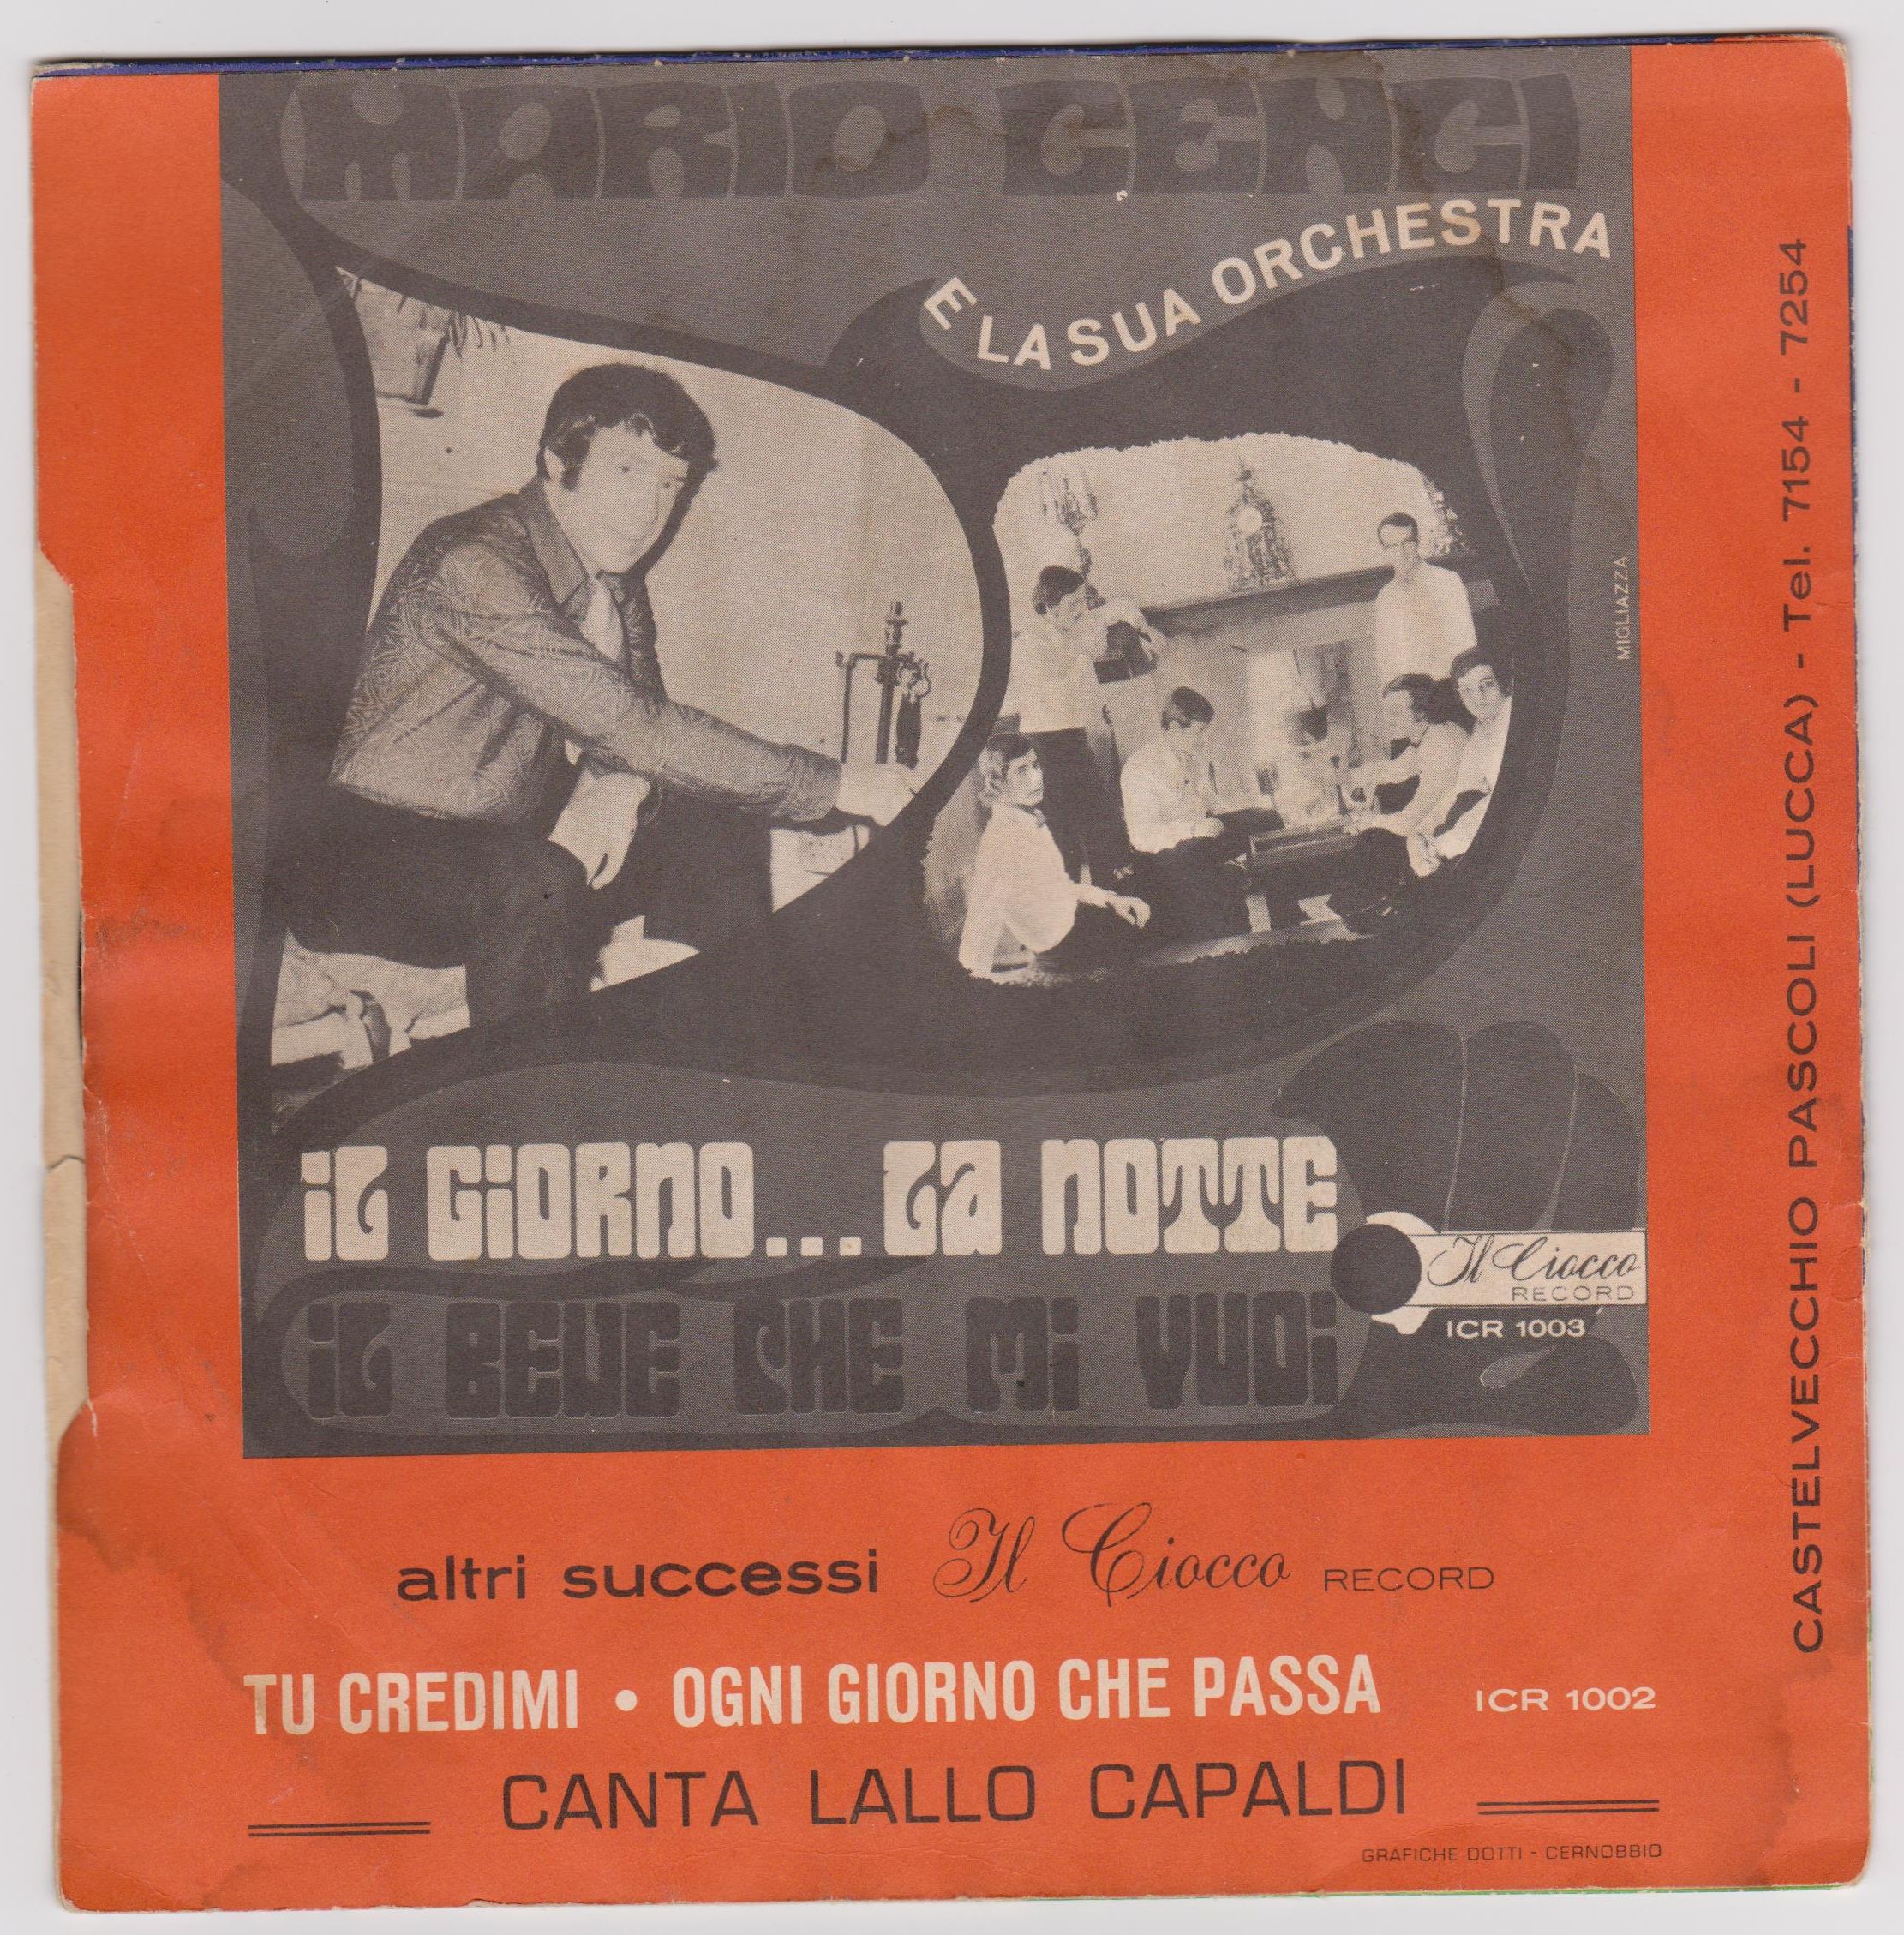 MARIO CENCI
E LA SUA ORCHESTRA
MIGLIAZZA
IL GIORNO... LA NOTTE
IL BENE CHE MI VUOI
Il Ciocco
RECORD
ICR 1003
altri successi Il Ciocco RECORD
TU CREDIMI • OGNI GIORNO CHE PASSA ICR 1002
CANTA LALLO CAPALDI
GRAFICHE DOTTI - CERNOBBIO
CASTELVECCHIO PASCOLI (LUCCA) - Tel. 7154 - 7254